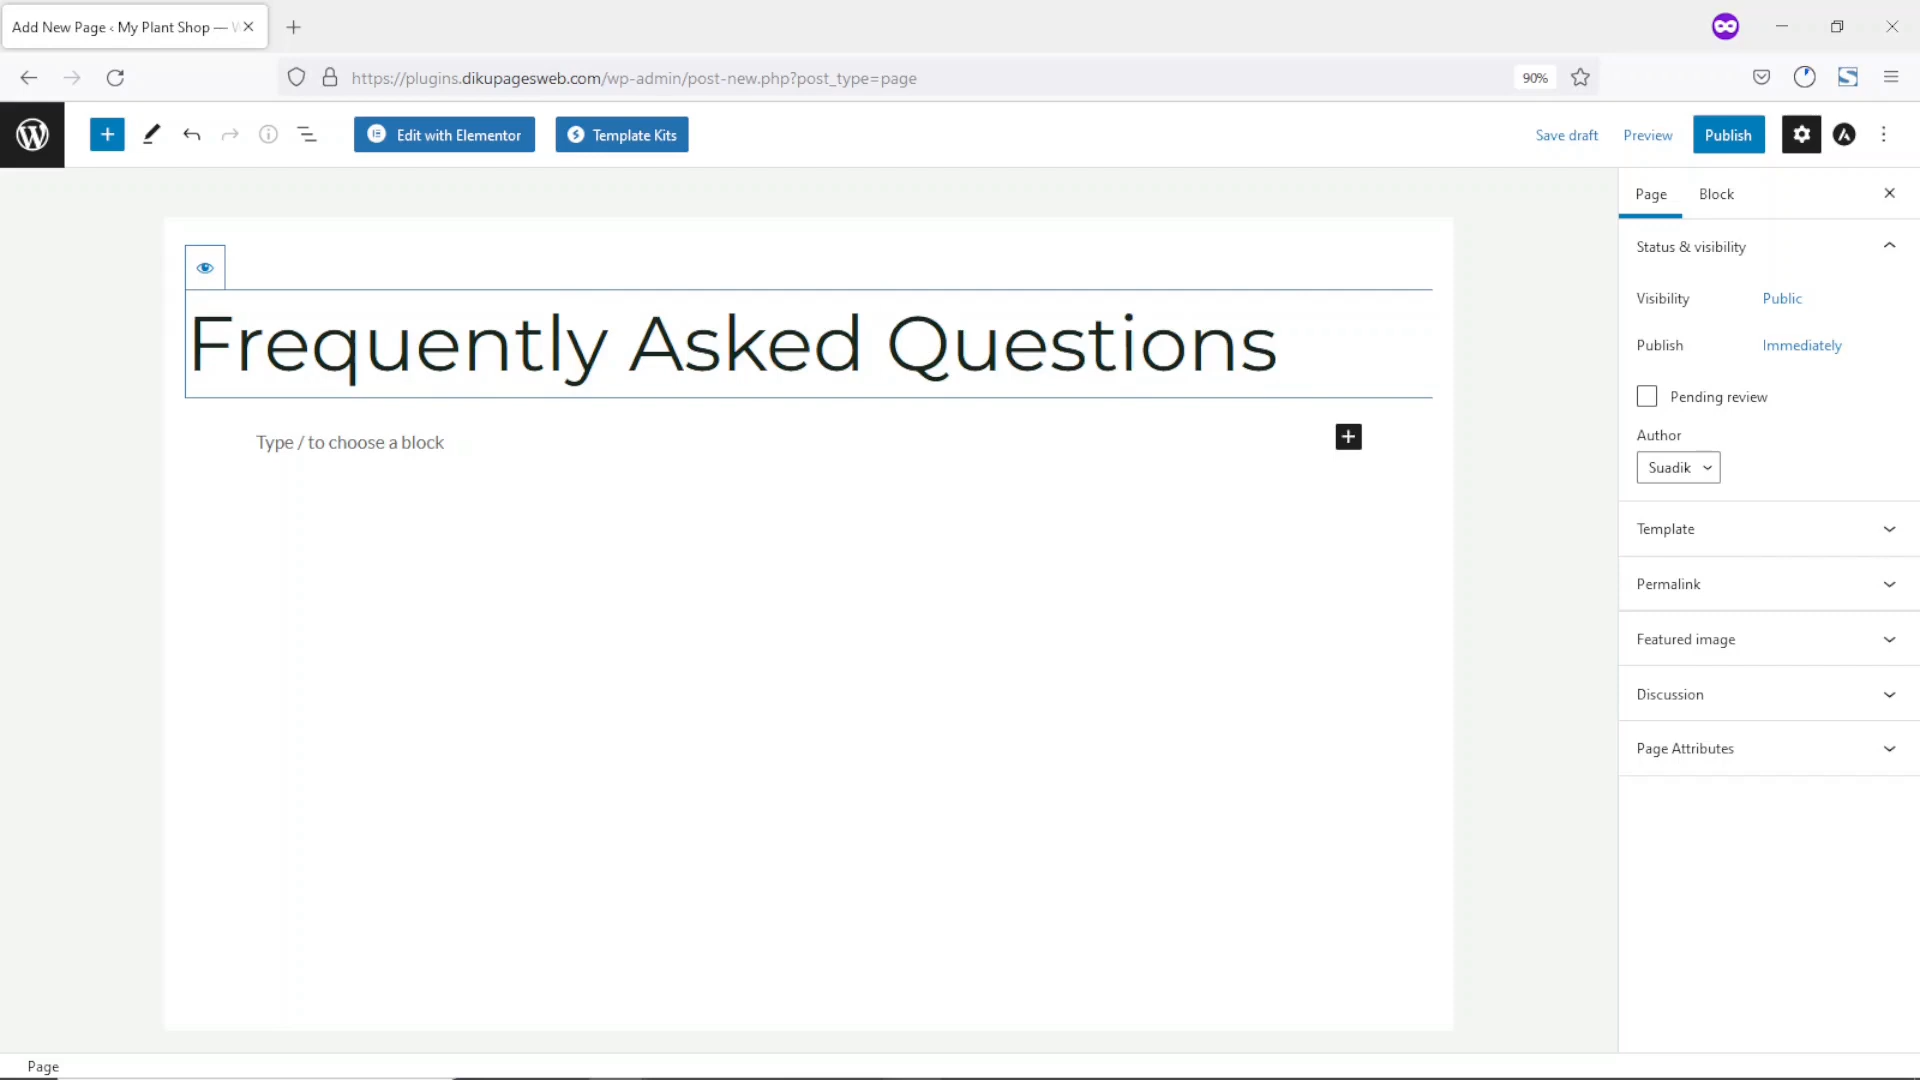 Add New Page ‹ My Plant Shop —
https://plugins.dikupagesweb.com/wp-admin/post-new.php?post_type=page
90%
Edit with Elementor
Template Kits
Save draft
Preview
Publish
Page
Block
Status & visibility
Visibility
Public
Publish
Immediately
Pending review
Author
Suadik
Template
Permalink
Featured image
Discussion
Page Attributes
Frequently Asked Questions
Type / to choose a block
Page